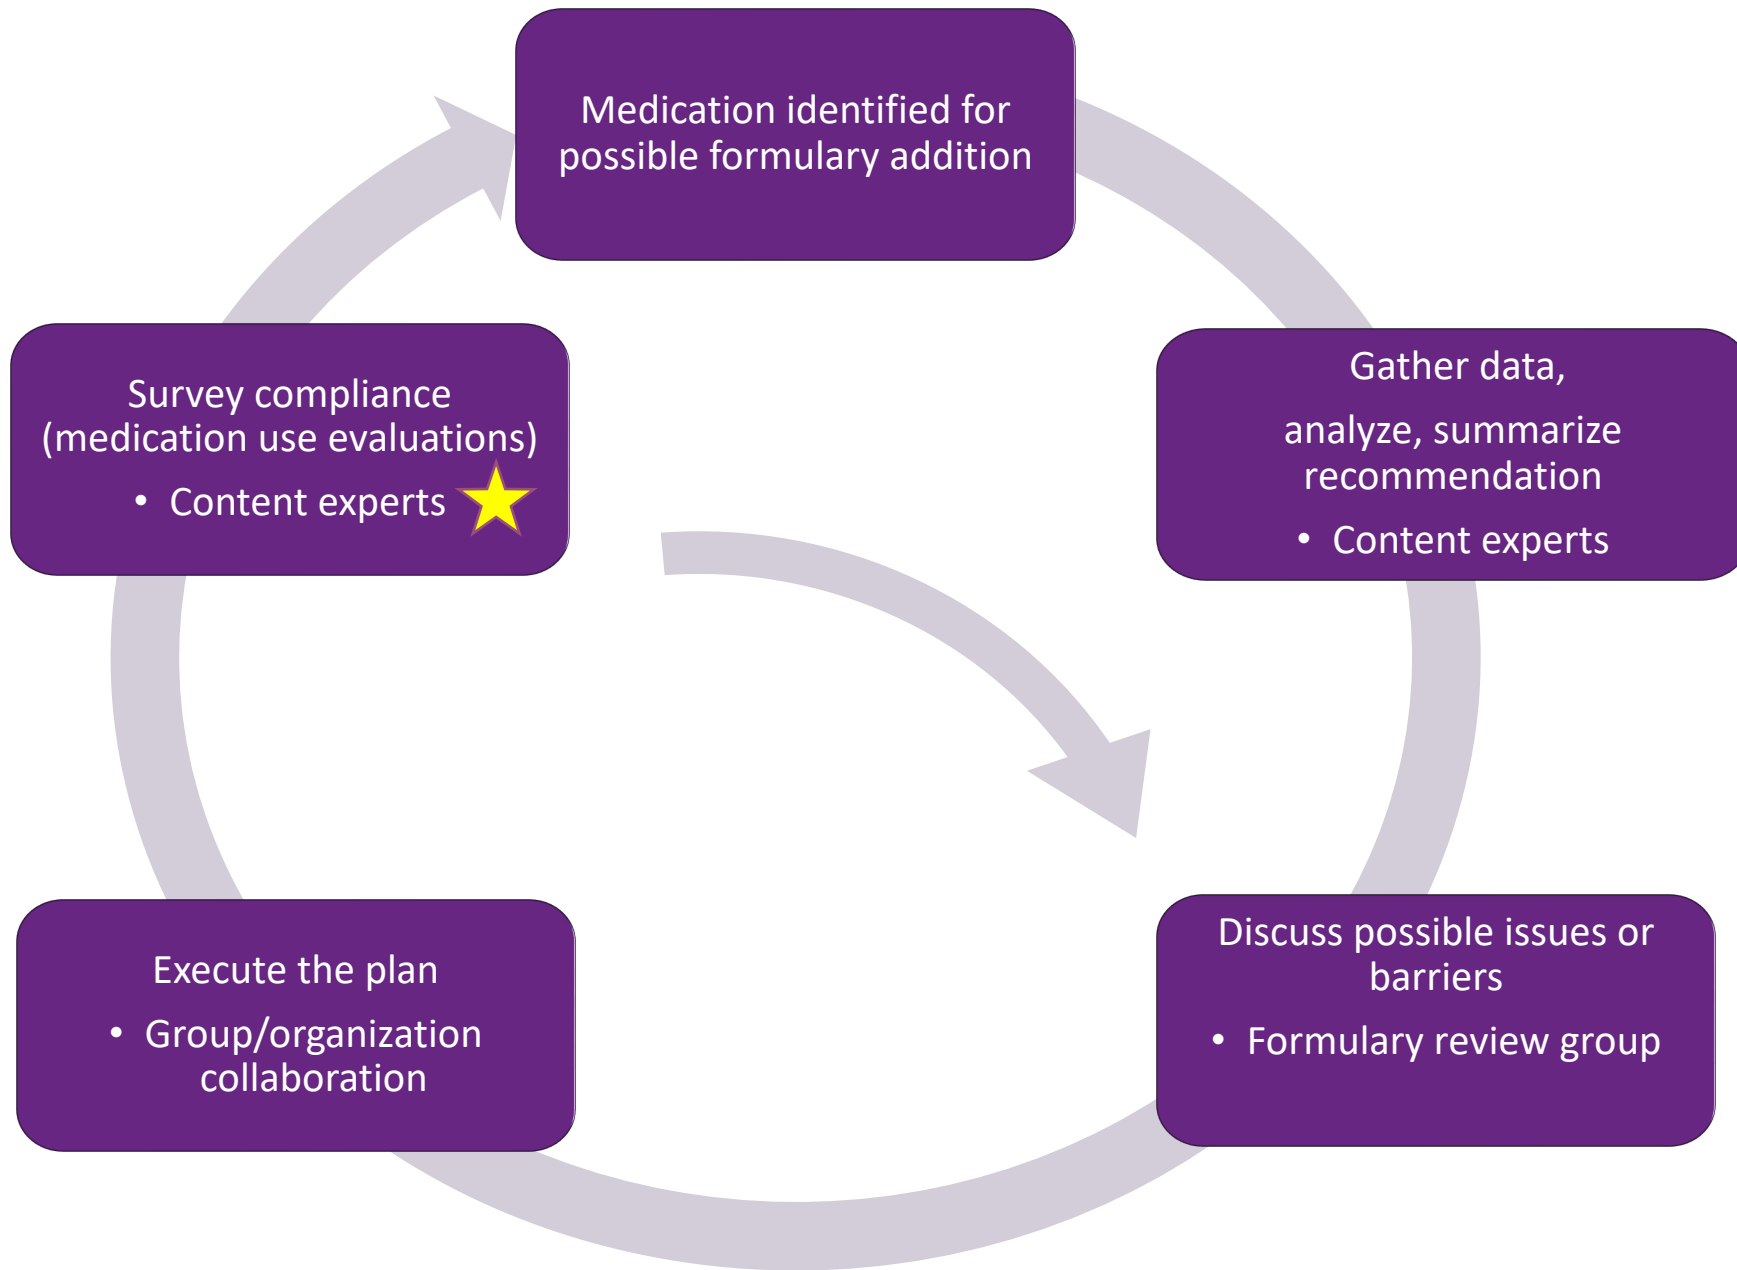 Medication identified for
possible formulary addition
Gather data,
analyze, summarize
recommendation
• Content experts
Discuss possible issues or
barriers
• Formulary review group
Execute the plan
• Group/organization
collaboration
Survey compliance
(medication use evaluations)
• Content experts